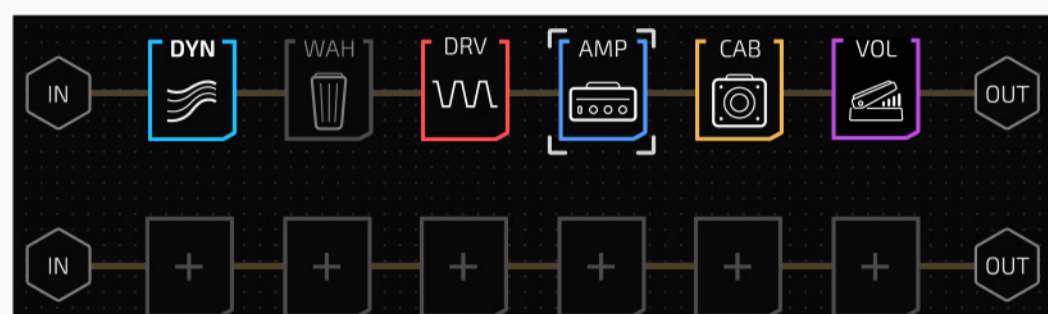 IN DYN WAH DRV AMP CAB VOL OUT
IN + + + + + + OUT